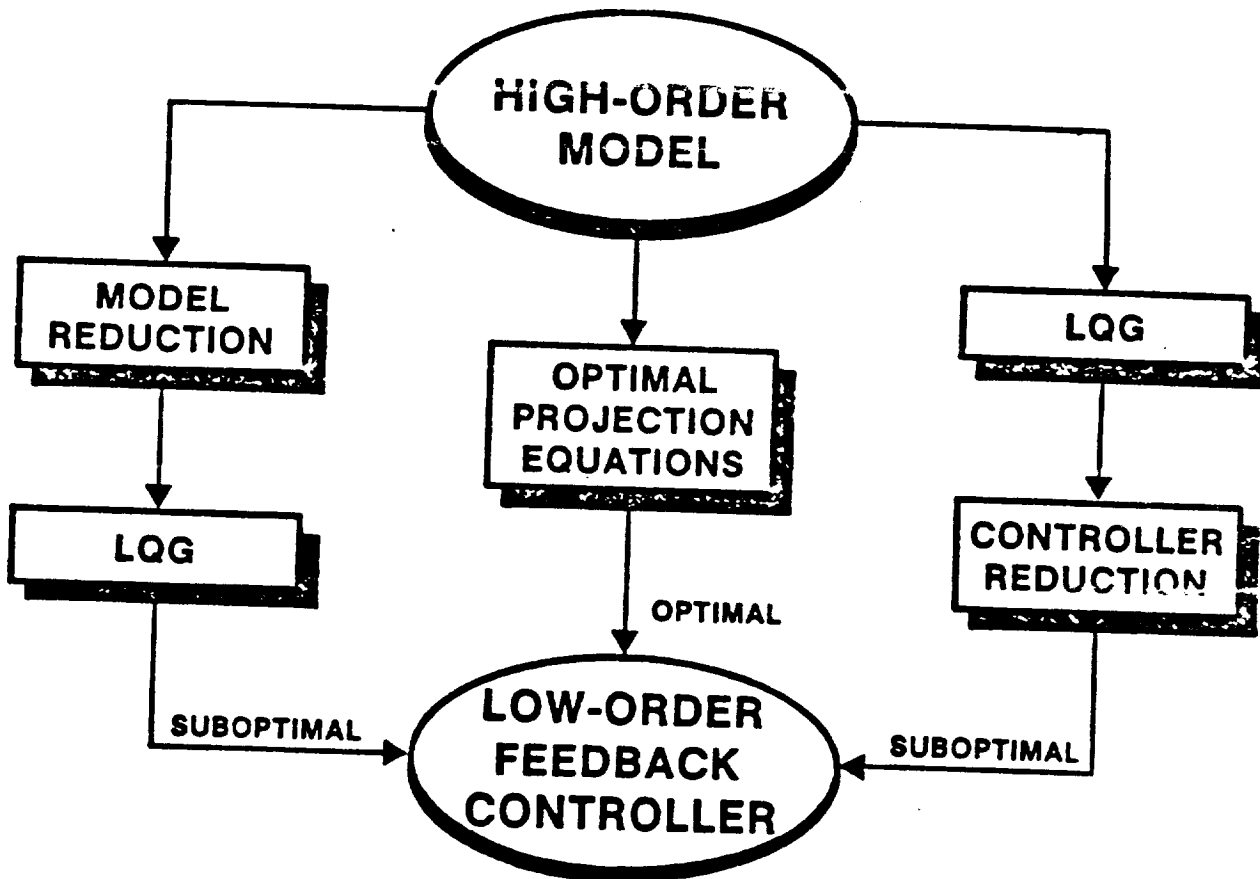 HIGH-ORDER
MODEL
MODEL
REDUCTION
LQG
OPTIMAL
PROJECTION
EQUATIONS
LQG
CONTROLLER
REDUCTION
OPTIMAL
SUBOPTIMAL
SUBOPTIMAL
LOW-ORDER
FEEDBACK
CONTROLLER